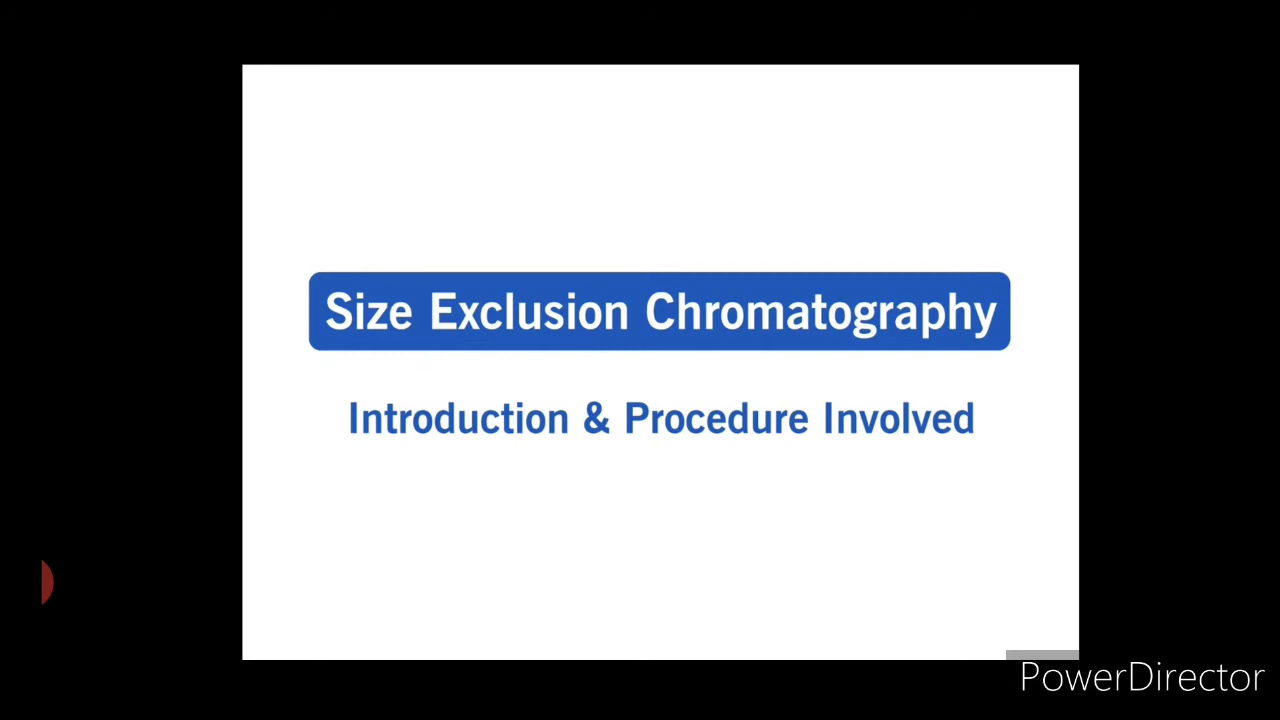 Size Exclusion Chromatography
Introduction & Procedure Involved
PowerDirector